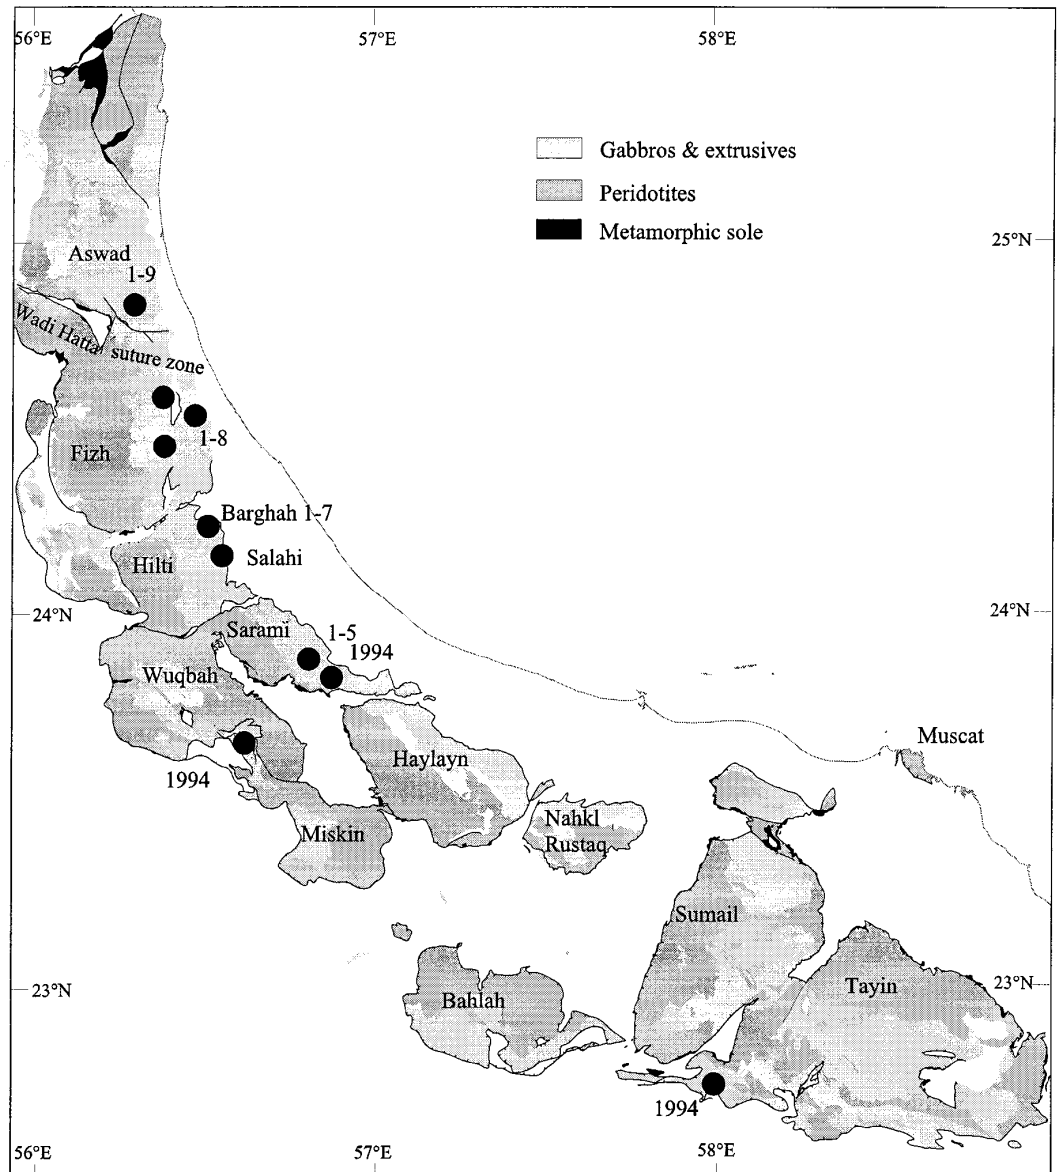 56°E
57°E
58°E
Gabbros & extrusives
Peridotites
Metamorphic sole
25°N
Aswad
1-9
Wadi Hatta suture zone
1-8
Fizh
Barghah 1-7
Salahi
Hilti
24°N
24°N
Sarami
1-5
1994
Wuqbah
Muscat
Haylayn
1994
Nahkl
Rustaq
Miskin
Sumail
23°N
23°N
Tayin
Bahlah
1994
56°E
57°E
58°E